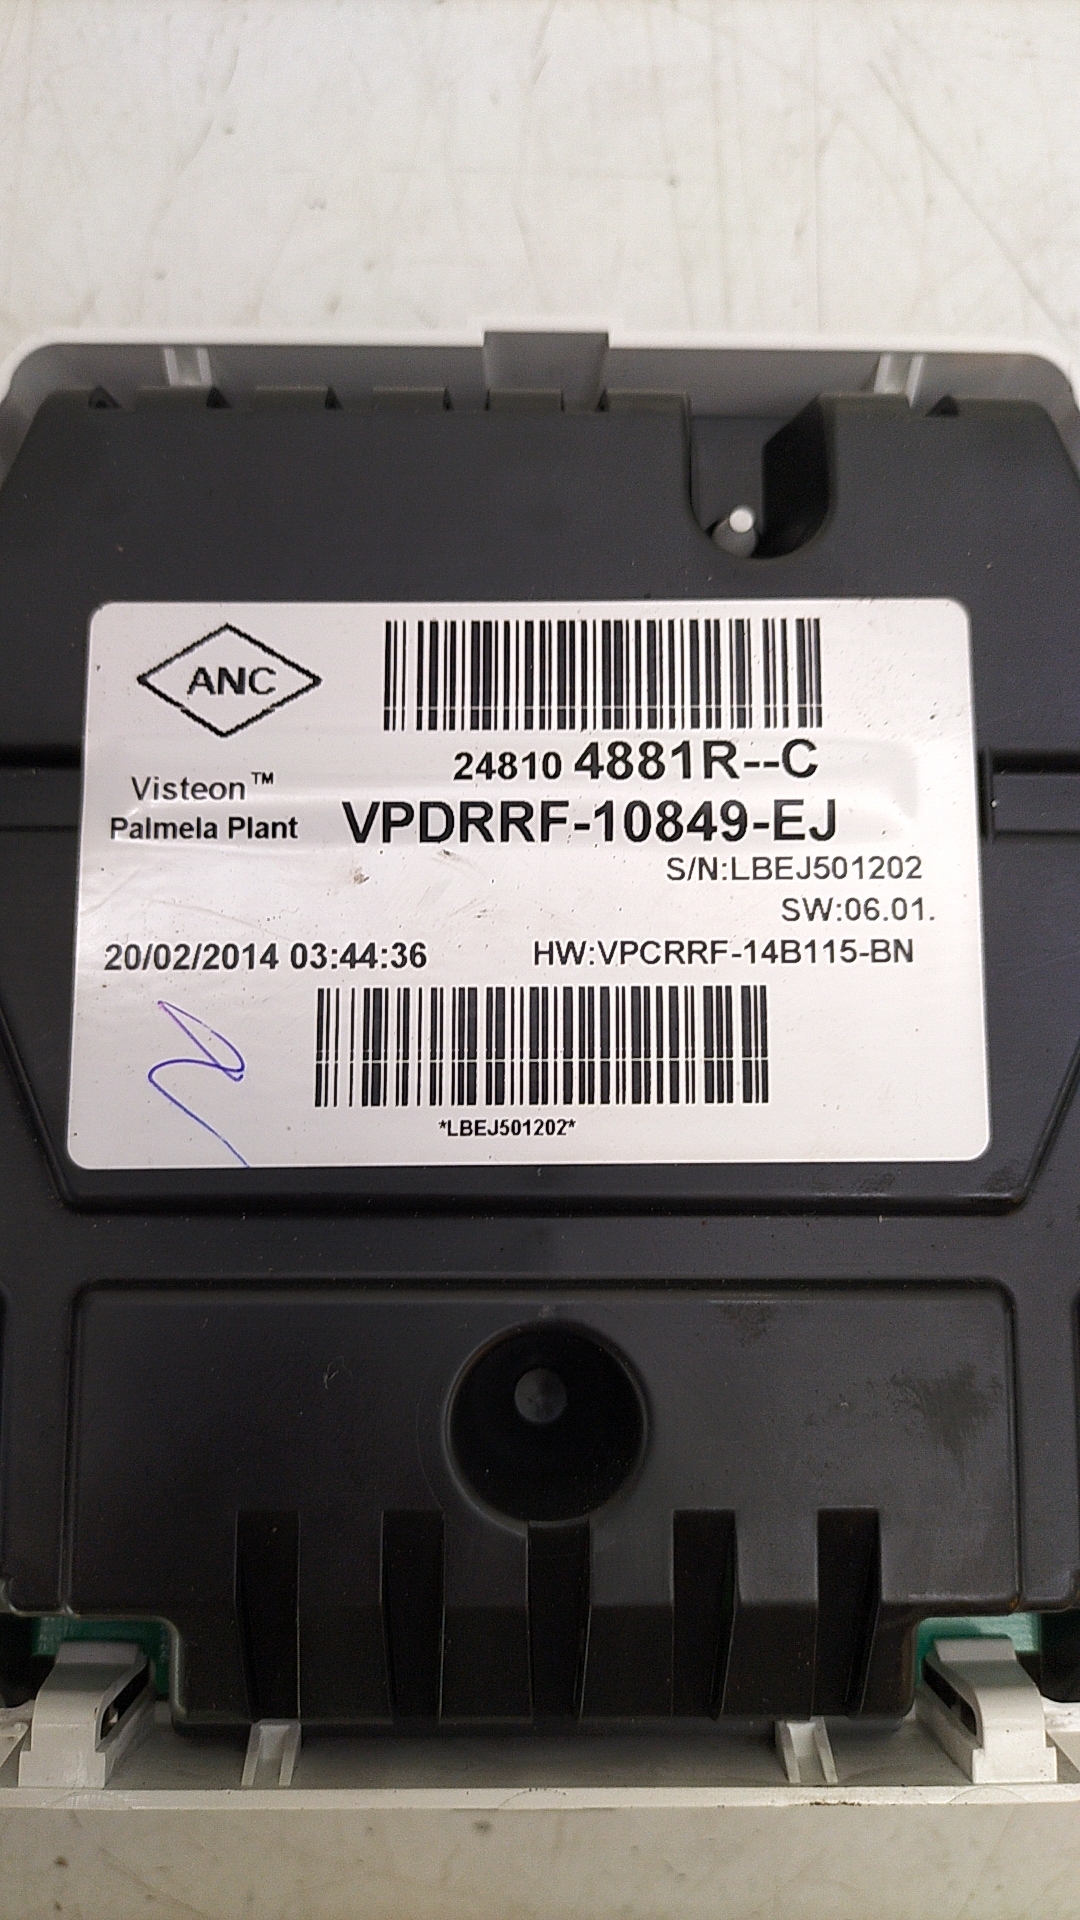 ANC
24810 4881R--C
Visteon™
Palmela Plant
VPDRRF-10849-EJ
S/N:LBEJ501202
SW:06.01.
20/02/2014 03:44:36
HW:VPCRRF-14B115-BN
*LBEJ501202*